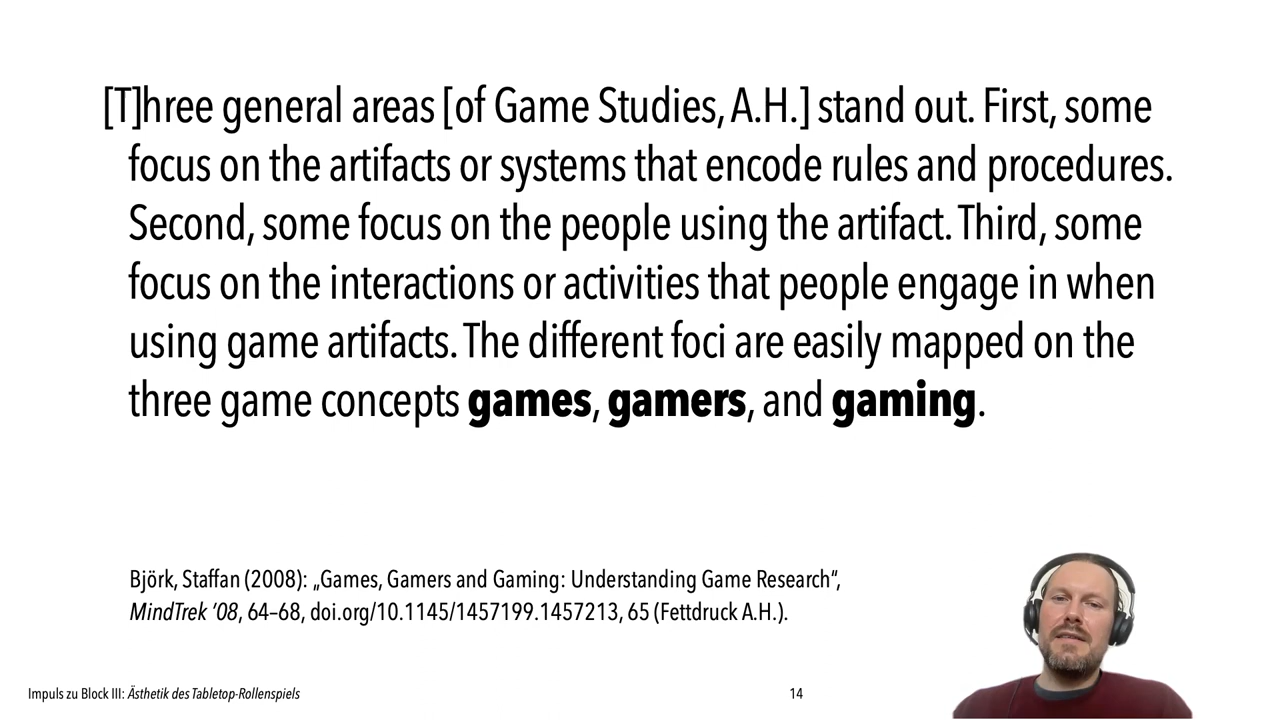 [T]hree general areas [of Game Studies, A.H.] stand out. First, some
focus on the artifacts or systems that encode rules and procedures.
Second, some focus on the people using the artifact. Third, some
focus on the interactions or activities that people engage in when
using game artifacts. The different foci are easily mapped on the
three game concepts games, gamers, and gaming.
Björk, Staffan (2008): „Games, Gamers and Gaming: Understanding Game Research“,
MindTrek ’08, 64–68, doi.org/10.1145/1457199.1457213, 65 (Fettdruck A.H.).
Impuls zu Block III: Ästhetik des Tabletop-Rollenspiels
14